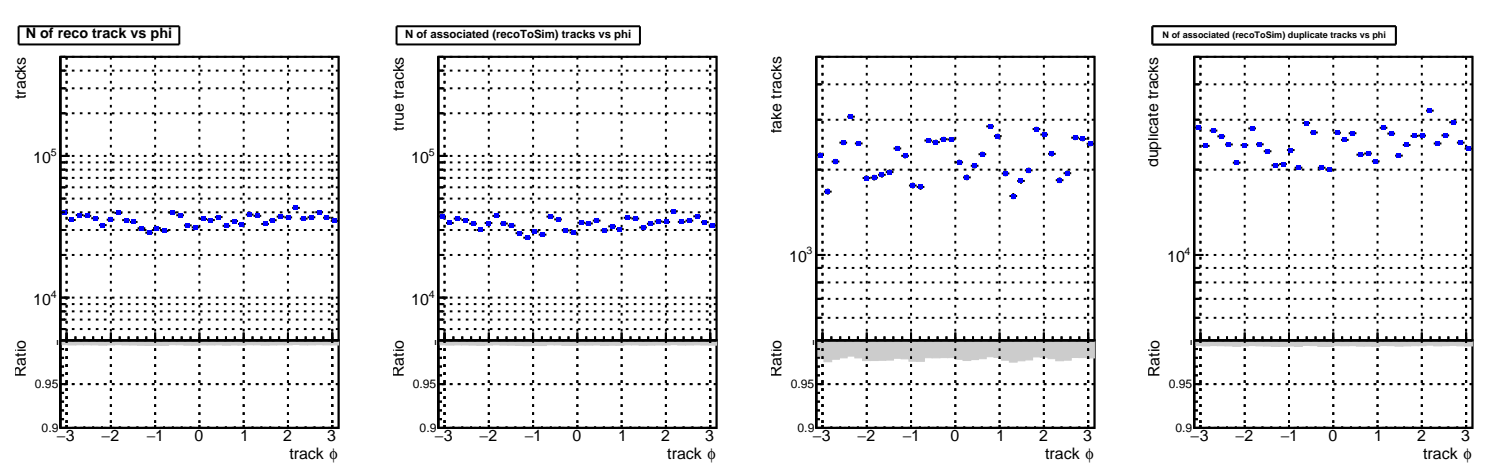 N of reco track vs phi
tracks
10^5
10^4
Ratio
0.95
0.9
−3 −2 −1 0 1 2 3
track ϕ
N of associated (recoToSim) tracks vs phi
true tracks
10^5
10^4
Ratio
0.95
0.9
−3 −2 −1 0 1 2 3
track ϕ
fake tracks
10^3
Ratio
0.95
0.9
−3 −2 −1 0 1 2 3
track ϕ
N of associated (recoToSim) duplicate tracks vs phi
duplicate tracks
10^4
Ratio
0.95
0.9
−3 −2 −1 0 1 2 3
track ϕ